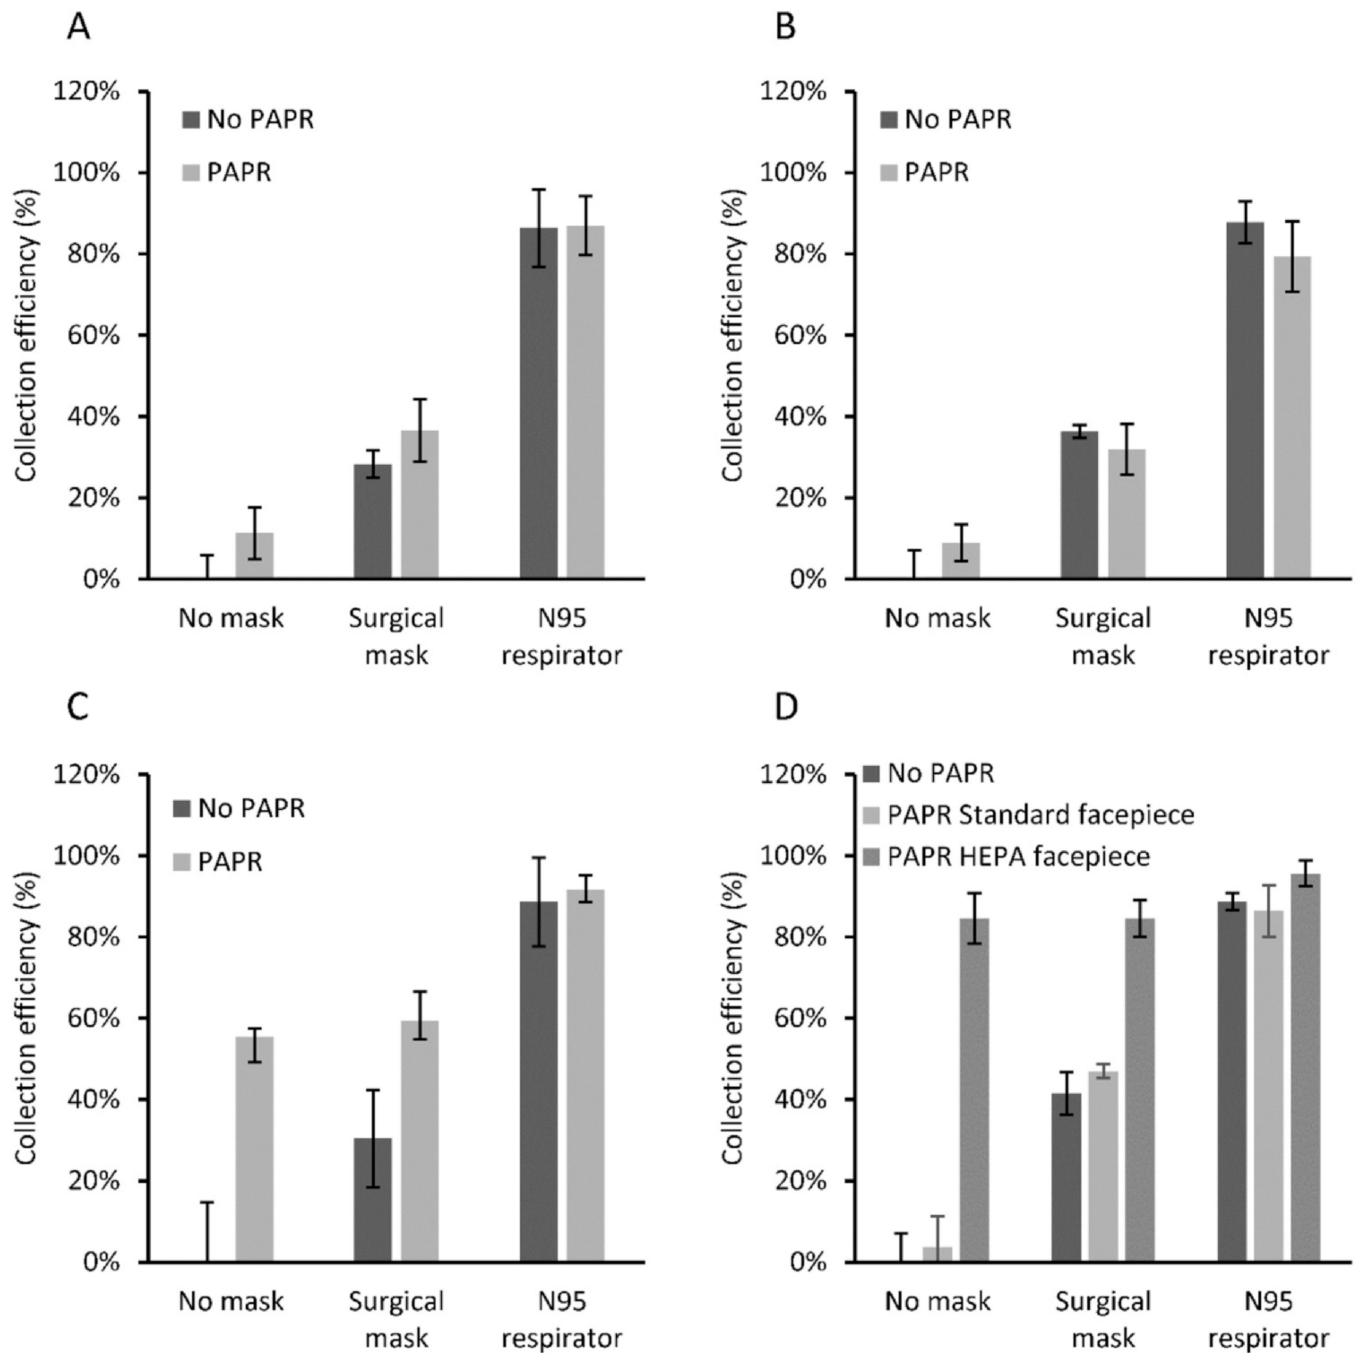 A
Collection efficiency (%)
120%
100%
80%
60%
40%
20%
0%
No PAPR
PAPR
No mask
Surgical
mask
N95
respirator
B
Collection efficiency (%)
120%
100%
80%
60%
40%
20%
0%
No PAPR
PAPR
No mask
Surgical
mask
N95
respirator
C
Collection efficiency (%)
120%
100%
80%
60%
40%
20%
0%
No PAPR
PAPR
No mask
Surgical
mask
N95
respirator
D
Collection efficiency (%)
120%
100%
80%
60%
40%
20%
0%
No PAPR
PAPR Standard facepiece
PAPR HEPA facepiece
No mask
Surgical
mask
N95
respirator